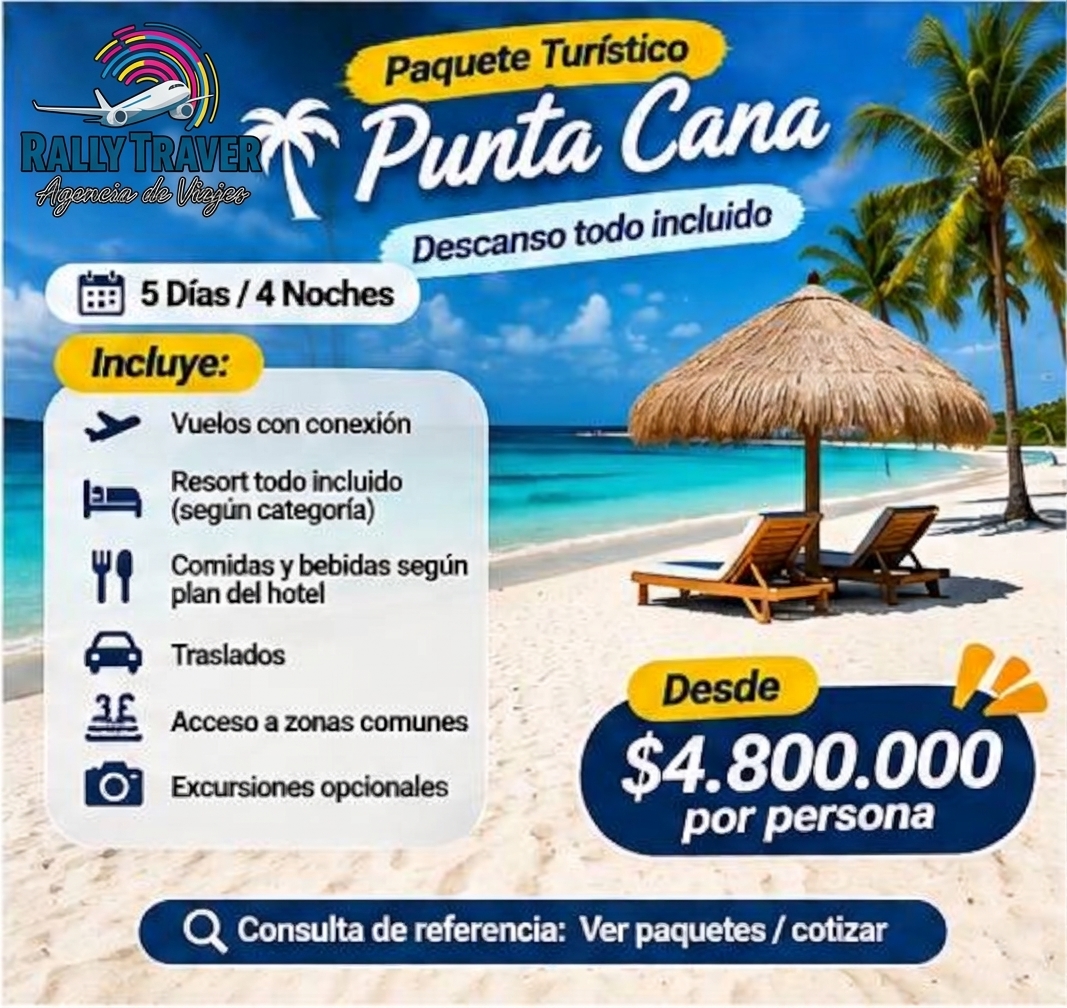 RALLY TRAVER
Agencia de Viajes
Paquete Turístico
Punta Cana
Descanso todo incluido
5 Días / 4 Noches
Incluye:
Vuelos con conexión
Resort todo incluido
(según categoría)
Comidas y bebidas según
plan del hotel
Traslados
Acceso a zonas comunes
Excursiones opcionales
Desde
$4.800.000
por persona
Consulta de referencia: Ver paquetes / cotizar